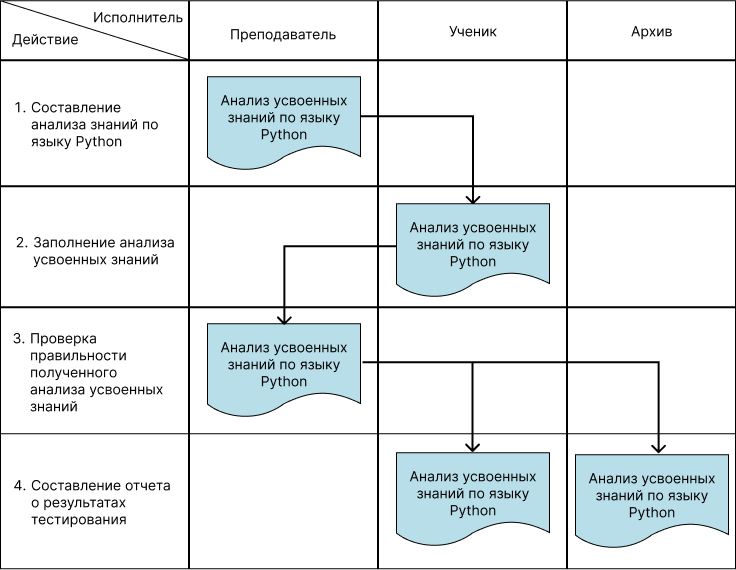 Исполнитель
Действие
Преподаватель
Ученик
Архив
1. Составление
анализа знаний по
языку Python
Анализ усвоенных
знаний по языку
Python
2. Заполнение анализа
усвоенных знаний
Анализ усвоенных
знаний по языку
Python
3. Проверка
правильности
полученного
анализа усвоенных
знаний
Анализ усвоенных
знаний по языку
Python
4. Составление отчета
о результатах
тестирования
Анализ усвоенных
знаний по языку
Python
Анализ усвоенных
знаний по языку
Python